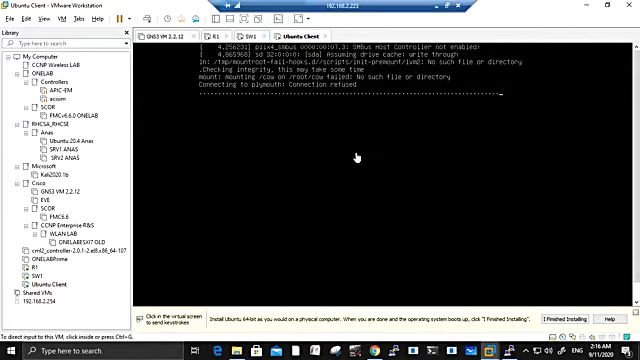 Ubuntu Client - VMware Workstation
192.168.2.223
File Edit View VM Tabs Help
Library
Type here to search
My Computer
CCNP Wireless LAB
ONELAB
Controllers
APIC-EM
acsism
SCOR
FMCv6.6.0 ONELAB
RHCSA_RHCSE
Anas
Ubuntu 20.4 Anas
SRV1 ANAS
SRV2 ANAS
Microsoft
Kali2020.1b
Cisco
GNS3 VM 2.2.12
EVE
SCOR
FMC6.6
CCNP Enterprise R&S
WLAN LAB
ONELABESXI7 OLD
cml2_controller-2.0.1-2.el8.x86_64-107
ONELABPrime
R1
SW1
Ubuntu Client
Shared VMs
192.168.2.254
GNS3 VM 2.2.12
R1
SW1
Ubuntu Client
[ 4.256231] piix4_smbus 0000:00:07.3: SMBus Host Controller not enabled!
[ 4.865968] sd 32:0:0:0: [sda] Assuming drive cache: write through
ln: /tmp/mountroot-fail-hooks.d//scripts/init-premount/lvm2: No such file or directory
.Checking integrity, this may take some time
mount: mounting /cow on /root/cow failed: No such file or directory
Connecting to plymouth: Connection refused
Click in the virtual screen
to send keystrokes
Install Ubuntu 64-bit as you would on a physical computer. When you are done and the operating system boots up, click "I Finished Installing".
I Finished Installing
Help
To direct input to this VM, click inside or press Ctrl+G.
Type here to search
ENG
2:16 AM
9/11/2020